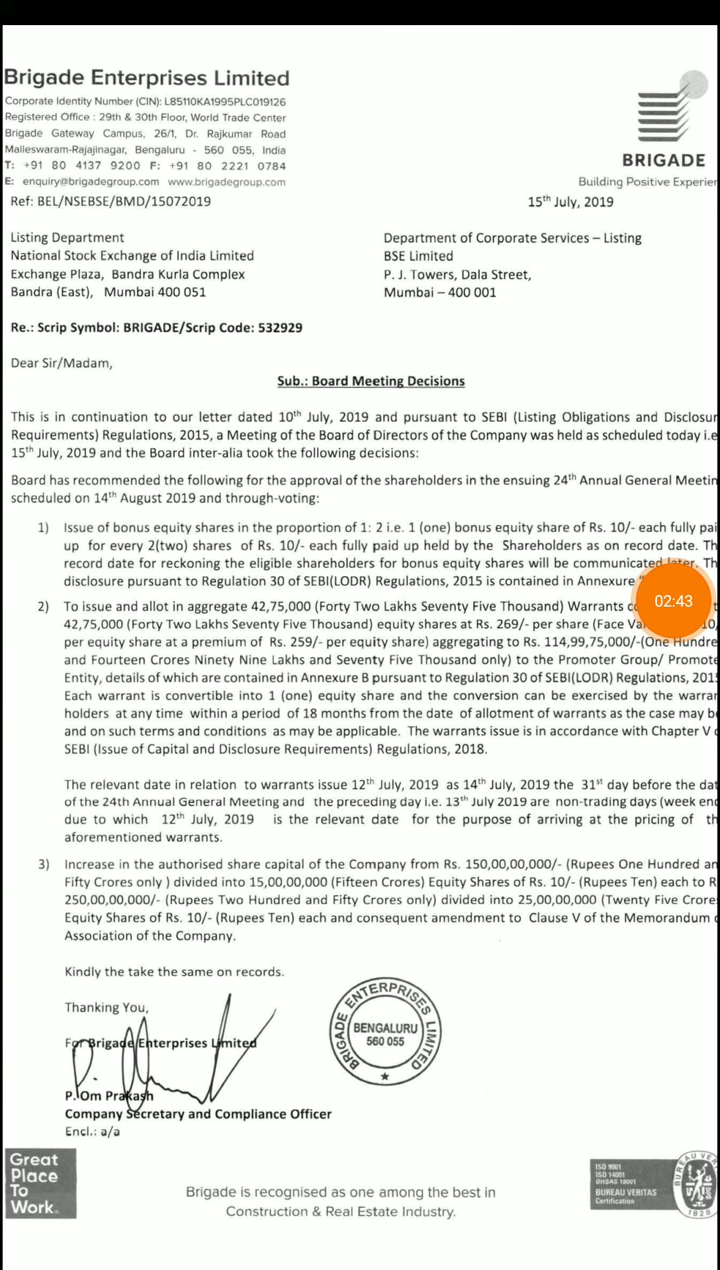 Brigade Enterprises Limited
Corporate Identity Number (CIN): L85110KA1995PLC019126
Registered Office : 29th & 30th Floor, World Trade Center
Brigade Gateway Campus, 26/1, Dr. Rajkumar Road
Malleswaram-Rajajinagar, Bengaluru - 560 055, India
T: +91 80 4137 9200 F: +91 80 2221 0784
E: enquiry@brigadegroup.com www.brigadegroup.com
BRIGADE
Building Positive Experien
Ref: BEL/NSEBSE/BMD/15072019
15th July, 2019
Listing Department
National Stock Exchange of India Limited
Exchange Plaza, Bandra Kurla Complex
Bandra (East), Mumbai 400 051
Department of Corporate Services – Listing
BSE Limited
P. J. Towers, Dala Street,
Mumbai – 400 001
Re.: Scrip Symbol: BRIGADE/Scrip Code: 532929
Dear Sir/Madam,
Sub.: Board Meeting Decisions
This is in continuation to our letter dated 10th July, 2019 and pursuant to SEBI (Listing Obligations and Disclosur
Requirements) Regulations, 2015, a Meeting of the Board of Directors of the Company was held as scheduled today i.e
15th July, 2019 and the Board inter-alia took the following decisions:
Board has recommended the following for the approval of the shareholders in the ensuing 24th Annual General Meetin
scheduled on 14th August 2019 and through-voting:
1) Issue of bonus equity shares in the proportion of 1: 2 i.e. 1 (one) bonus equity share of Rs. 10/- each fully pai
up for every 2(two) shares of Rs. 10/- each fully paid up held by the Shareholders as on record date. Th
record date for reckoning the eligible shareholders for bonus equity shares will be communicated later. Th
disclosure pursuant to Regulation 30 of SEBI(LODR) Regulations, 2015 is contained in Annexure
02:43
2) To issue and allot in aggregate 42,75,000 (Forty Two Lakhs Seventy Five Thousand) Warrants
42,75,000 (Forty Two Lakhs Seventy Five Thousand) equity shares at Rs. 269/- per share (Face Va 10/
per equity share at a premium of Rs. 259/- per equity share) aggregating to Rs. 114,99,75,000/-(One Hundre
and Fourteen Crores Ninety Nine Lakhs and Seventy Five Thousand only) to the Promoter Group/ Promote
Entity, details of which are contained in Annexure B pursuant to Regulation 30 of SEBI(LODR) Regulations, 201
Each warrant is convertible into 1 (one) equity share and the conversion can be exercised by the warran
holders at any time within a period of 18 months from the date of allotment of warrants as the case may b
and on such terms and conditions as may be applicable. The warrants issue is in accordance with Chapter V
SEBI (Issue of Capital and Disclosure Requirements) Regulations, 2018.
The relevant date in relation to warrants issue 12th July, 2019 as 14th July, 2019 the 31st day before the dat
of the 24th Annual General Meeting and the preceding day i.e. 13th July 2019 are non-trading days (week end
due to which 12th July, 2019 is the relevant date for the purpose of arriving at the pricing of th
aforementioned warrants.
3) Increase in the authorised share capital of the Company from Rs. 150,00,00,000/- (Rupees One Hundred an
Fifty Crores only ) divided into 15,00,00,000 (Fifteen Crores) Equity Shares of Rs. 10/- (Rupees Ten) each to R
250,00,00,000/- (Rupees Two Hundred and Fifty Crores only) divided into 25,00,00,000 (Twenty Five Crore
Equity Shares of Rs. 10/- (Rupees Ten) each and consequent amendment to Clause V of the Memorandum
Association of the Company.
Kindly the take the same on records.
Thanking You,
For Brigade Enterprises Limited
BRIGADE ENTERPRISES LIMITED
BENGALURU
560 055
P. Om Prakash
Company Secretary and Compliance Officer
Encl.: a/a
Great
Place
To
Work.
Brigade is recognised as one among the best in
Construction & Real Estate Industry.
ISO 9001
ISO 14001
OHSAS 18001
BUREAU VERITAS
Certification
BUREAU VE
1828